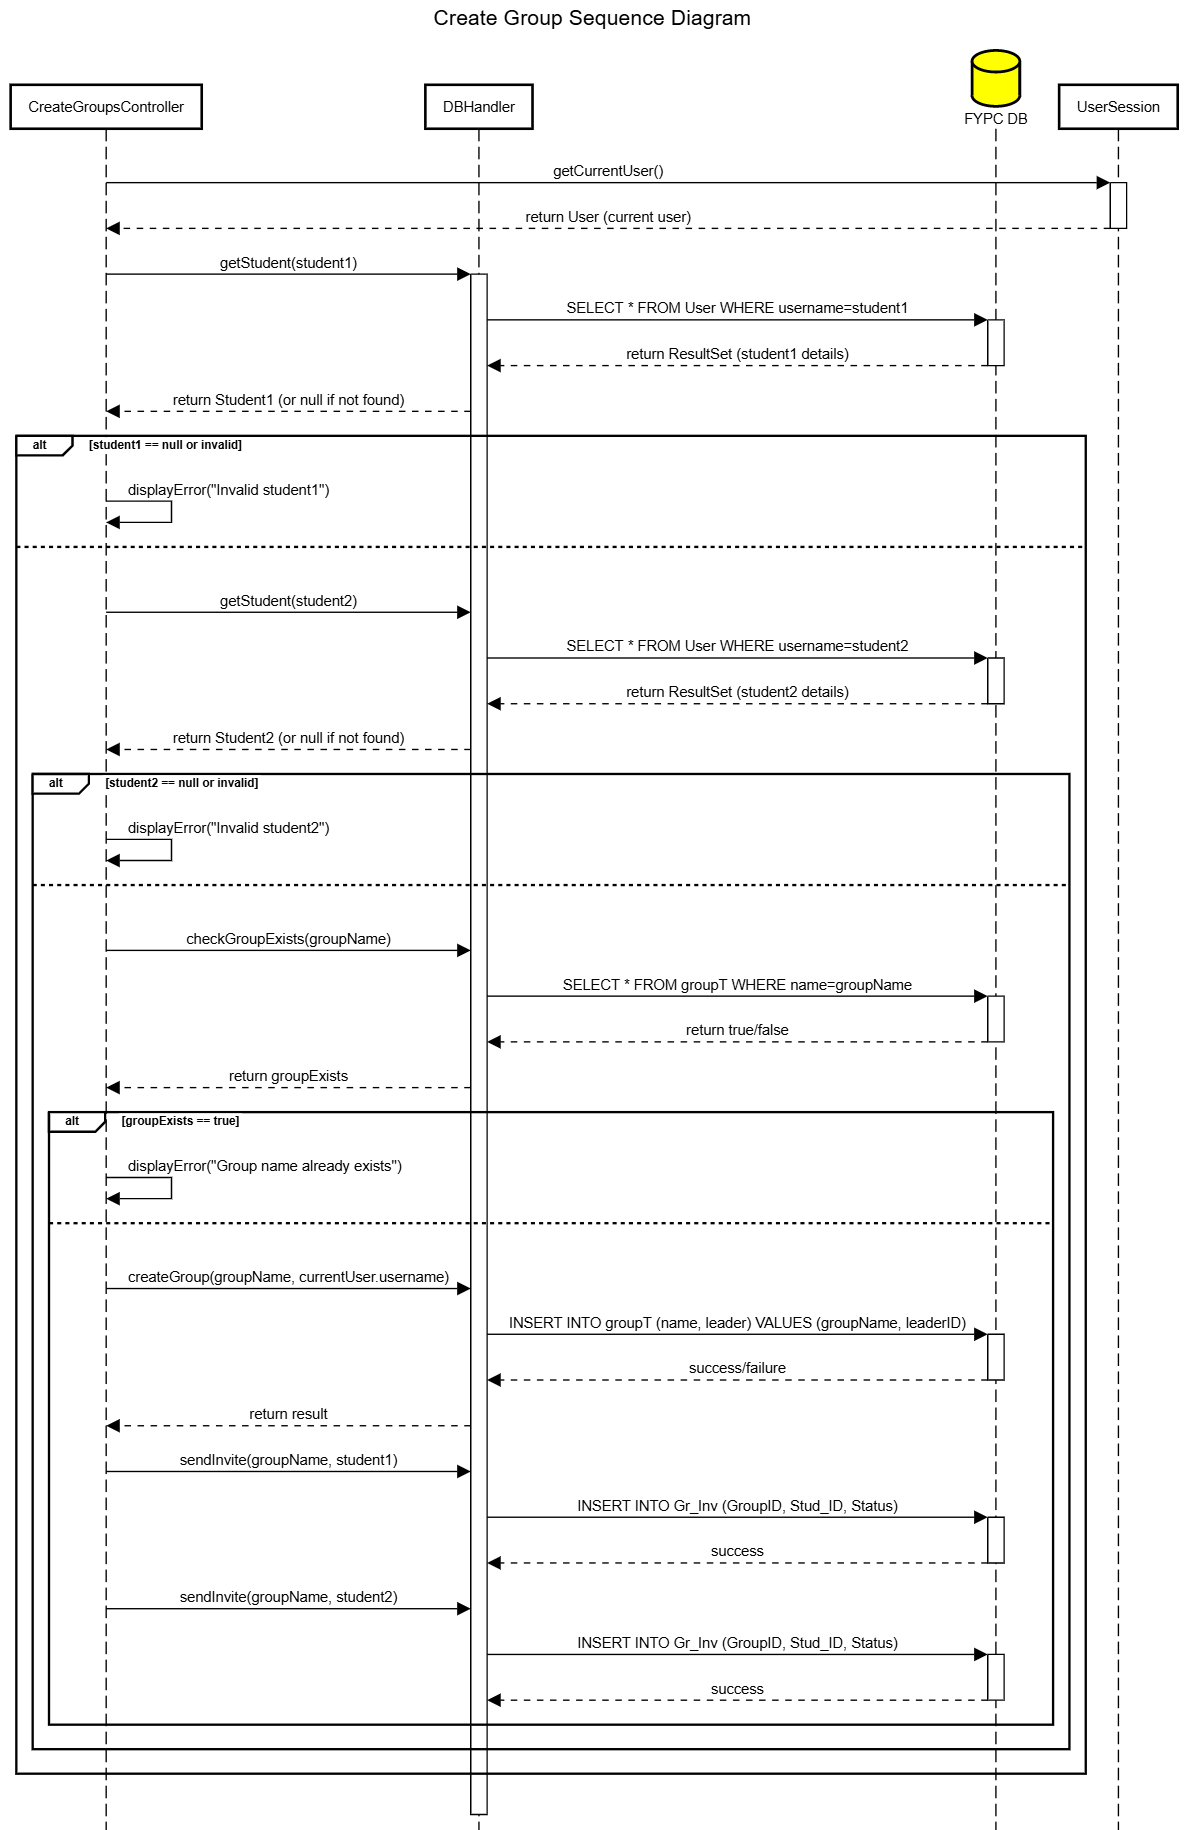 Create Group Sequence Diagram
CreateGroupsController
DBHandler
FYPC DB
UserSession
getCurrentUser()
return User (current user)
getStudent(student1)
SELECT * FROM User WHERE username=student1
return ResultSet (student1 details)
return Student1 (or null if not found)
alt
[student1 == null or invalid]
displayError("Invalid student1")
getStudent(student2)
SELECT * FROM User WHERE username=student2
return ResultSet (student2 details)
return Student2 (or null if not found)
alt
[student2 == null or invalid]
displayError("Invalid student2")
checkGroupExists(groupName)
SELECT * FROM groupT WHERE name=groupName
return true/false
return groupExists
alt
[groupExists == true]
displayError("Group name already exists")
createGroup(groupName, currentUser.username)
INSERT INTO groupT (name, leader) VALUES (groupName, leaderID)
success/failure
return result
sendInvite(groupName, student1)
INSERT INTO Gr_Inv (GroupID, Stud_ID, Status)
success
sendInvite(groupName, student2)
INSERT INTO Gr_Inv (GroupID, Stud_ID, Status)
success